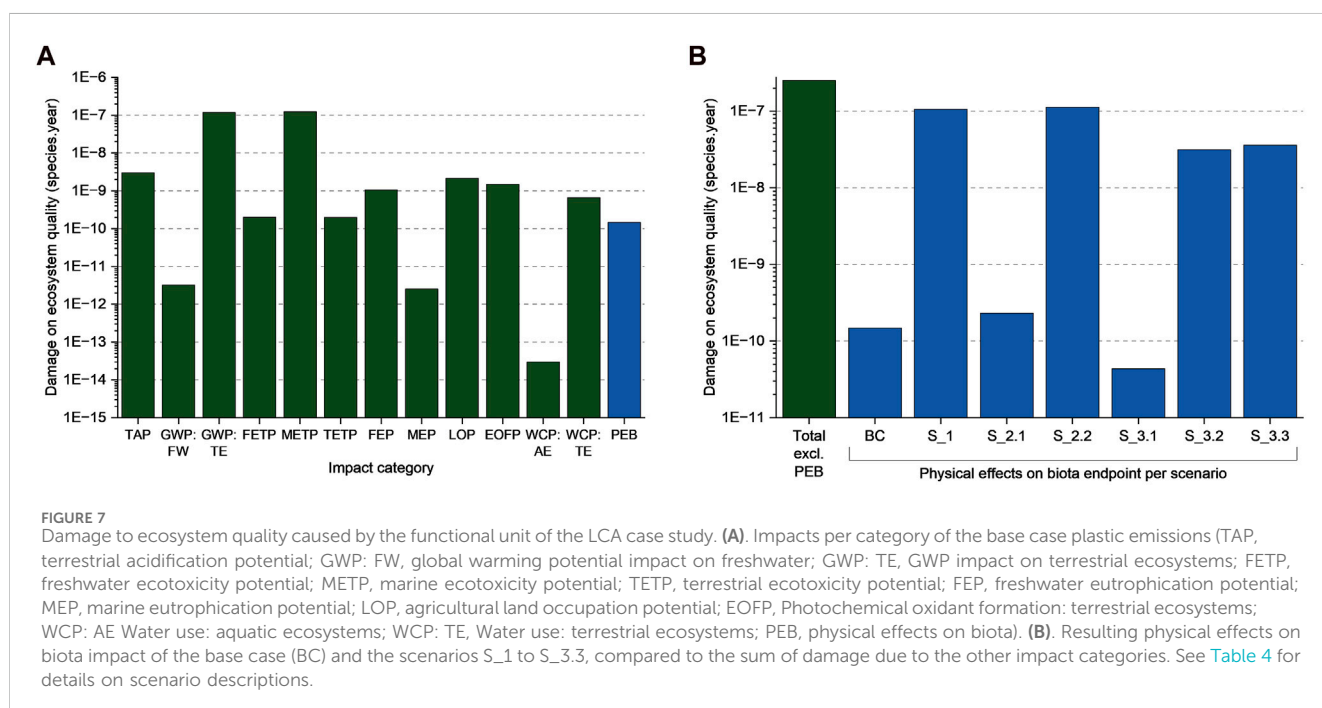 A
Damage on ecosystem quality (species.year)
1E−6
1E−7
1E−8
1E−9
1E−10
1E−11
1E−12
1E−13
1E−14
1E−15
TAP GWP: GWP: FETP METP TETP FEP MEP LOP EOFP WCP: WCP: PEB
FW TE AE TE
Impact category
B
Damage on ecosystem quality (species.year)
1E−7
1E−8
1E−9
1E−10
1E−11
Total BC S_1 S_2.1 S_2.2 S_3.1 S_3.2 S_3.3
excl.
PEB
Physical effects on biota endpoint per scenario
FIGURE 7
Damage to ecosystem quality caused by the functional unit of the LCA case study. (A). Impacts per category of the base case plastic emissions (TAP,
terrestrial acidification potential; GWP: FW, global warming potential impact on freshwater; GWP: TE, GWP impact on terrestrial ecosystems; FETP,
freshwater ecotoxicity potential; METP, marine ecotoxicity potential; TETP, terrestrial ecotoxicity potential; FEP, freshwater eutrophication potential;
MEP, marine eutrophication potential; LOP, agricultural land occupation potential; EOFP, Photochemical oxidant formation: terrestrial ecosystems;
WCP: AE Water use: aquatic ecosystems; WCP: TE, Water use: terrestrial ecosystems; PEB, physical effects on biota). (B). Resulting physical effects on
biota impact of the base case (BC) and the scenarios S_1 to S_3.3, compared to the sum of damage due to the other impact categories. See Table 4 for
details on scenario descriptions.